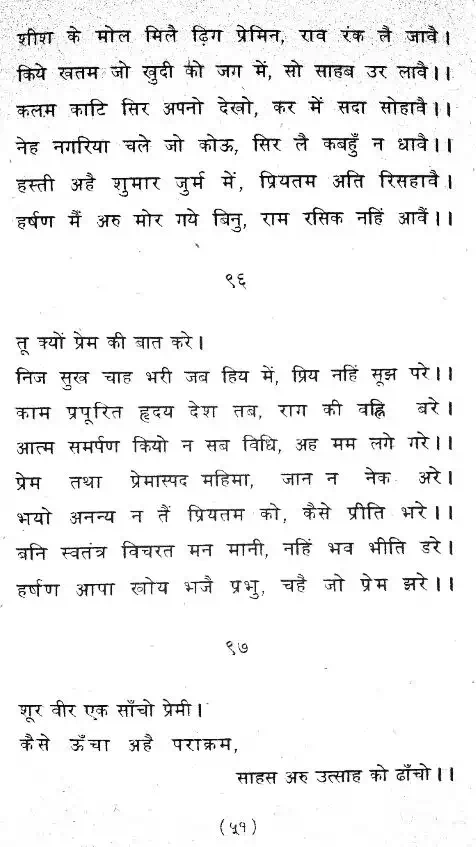 शीश के मोल मिलै ढ़िग प्रेमिन, राव रंक लै जावै।
किये खतम जो खुदी को जग में, सो साहब उर लावै।।
कलम काटि सिर अपनो देखो, कर में सदा सोहावै।
नेह नगरिया चले जो कोऊ, सिर लै कबहुँ न धावै।।
हस्ती अहै शुमार जुर्म में, प्रियतम अति रिसहावै।
हर्षण मैं अरु मोर गये बिनु, राम रसिक नहिं आवैं।।
९६
तू क्यों प्रेम की बात करे।
निज सुख चाह भरी जब हिय में, प्रिय नहिं सूझ परे।।
काम प्रपूरित हृदय देश तब, राग की वह्नि बरे।
आत्म समर्पण कियो न सब विधि, अह मम लगे गरे।।
प्रेम तथा प्रेमास्पद महिमा, जान न नेक अरे।
भयो अनन्य न तैं प्रियतम को, कैसे प्रीति भरे।।
बनि स्वतंत्र विचरत मन मानी, नहिं भव भीति डरे।
हर्षण आपा खोय भजै प्रभु, चहै जो प्रेम झरे।।
९७
शूर वीर एक साँचो प्रेमी।
कैसे ऊँचा अहै पराक्रम,
साहस अरु उत्साह को ढाँचो।।
(५१)